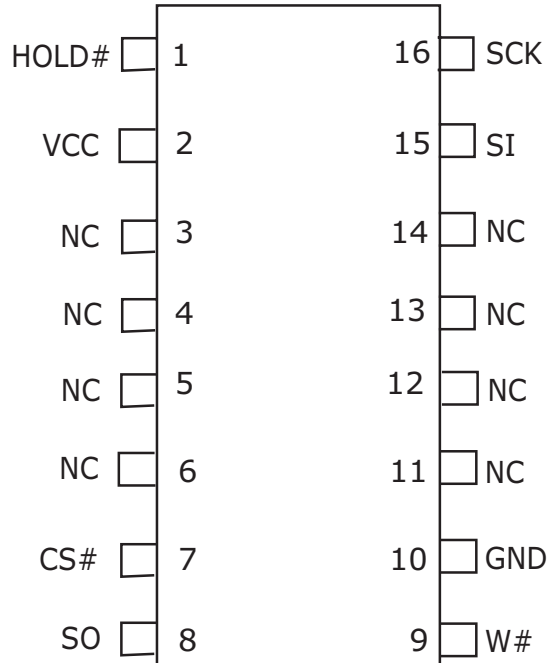 HOLD# 1 16 SCK
VCC 2 15 SI
NC 3 14 NC
NC 4 13 NC
NC 5 12 NC
NC 6 11 NC
CS# 7 10 GND
SO 8 9 W#